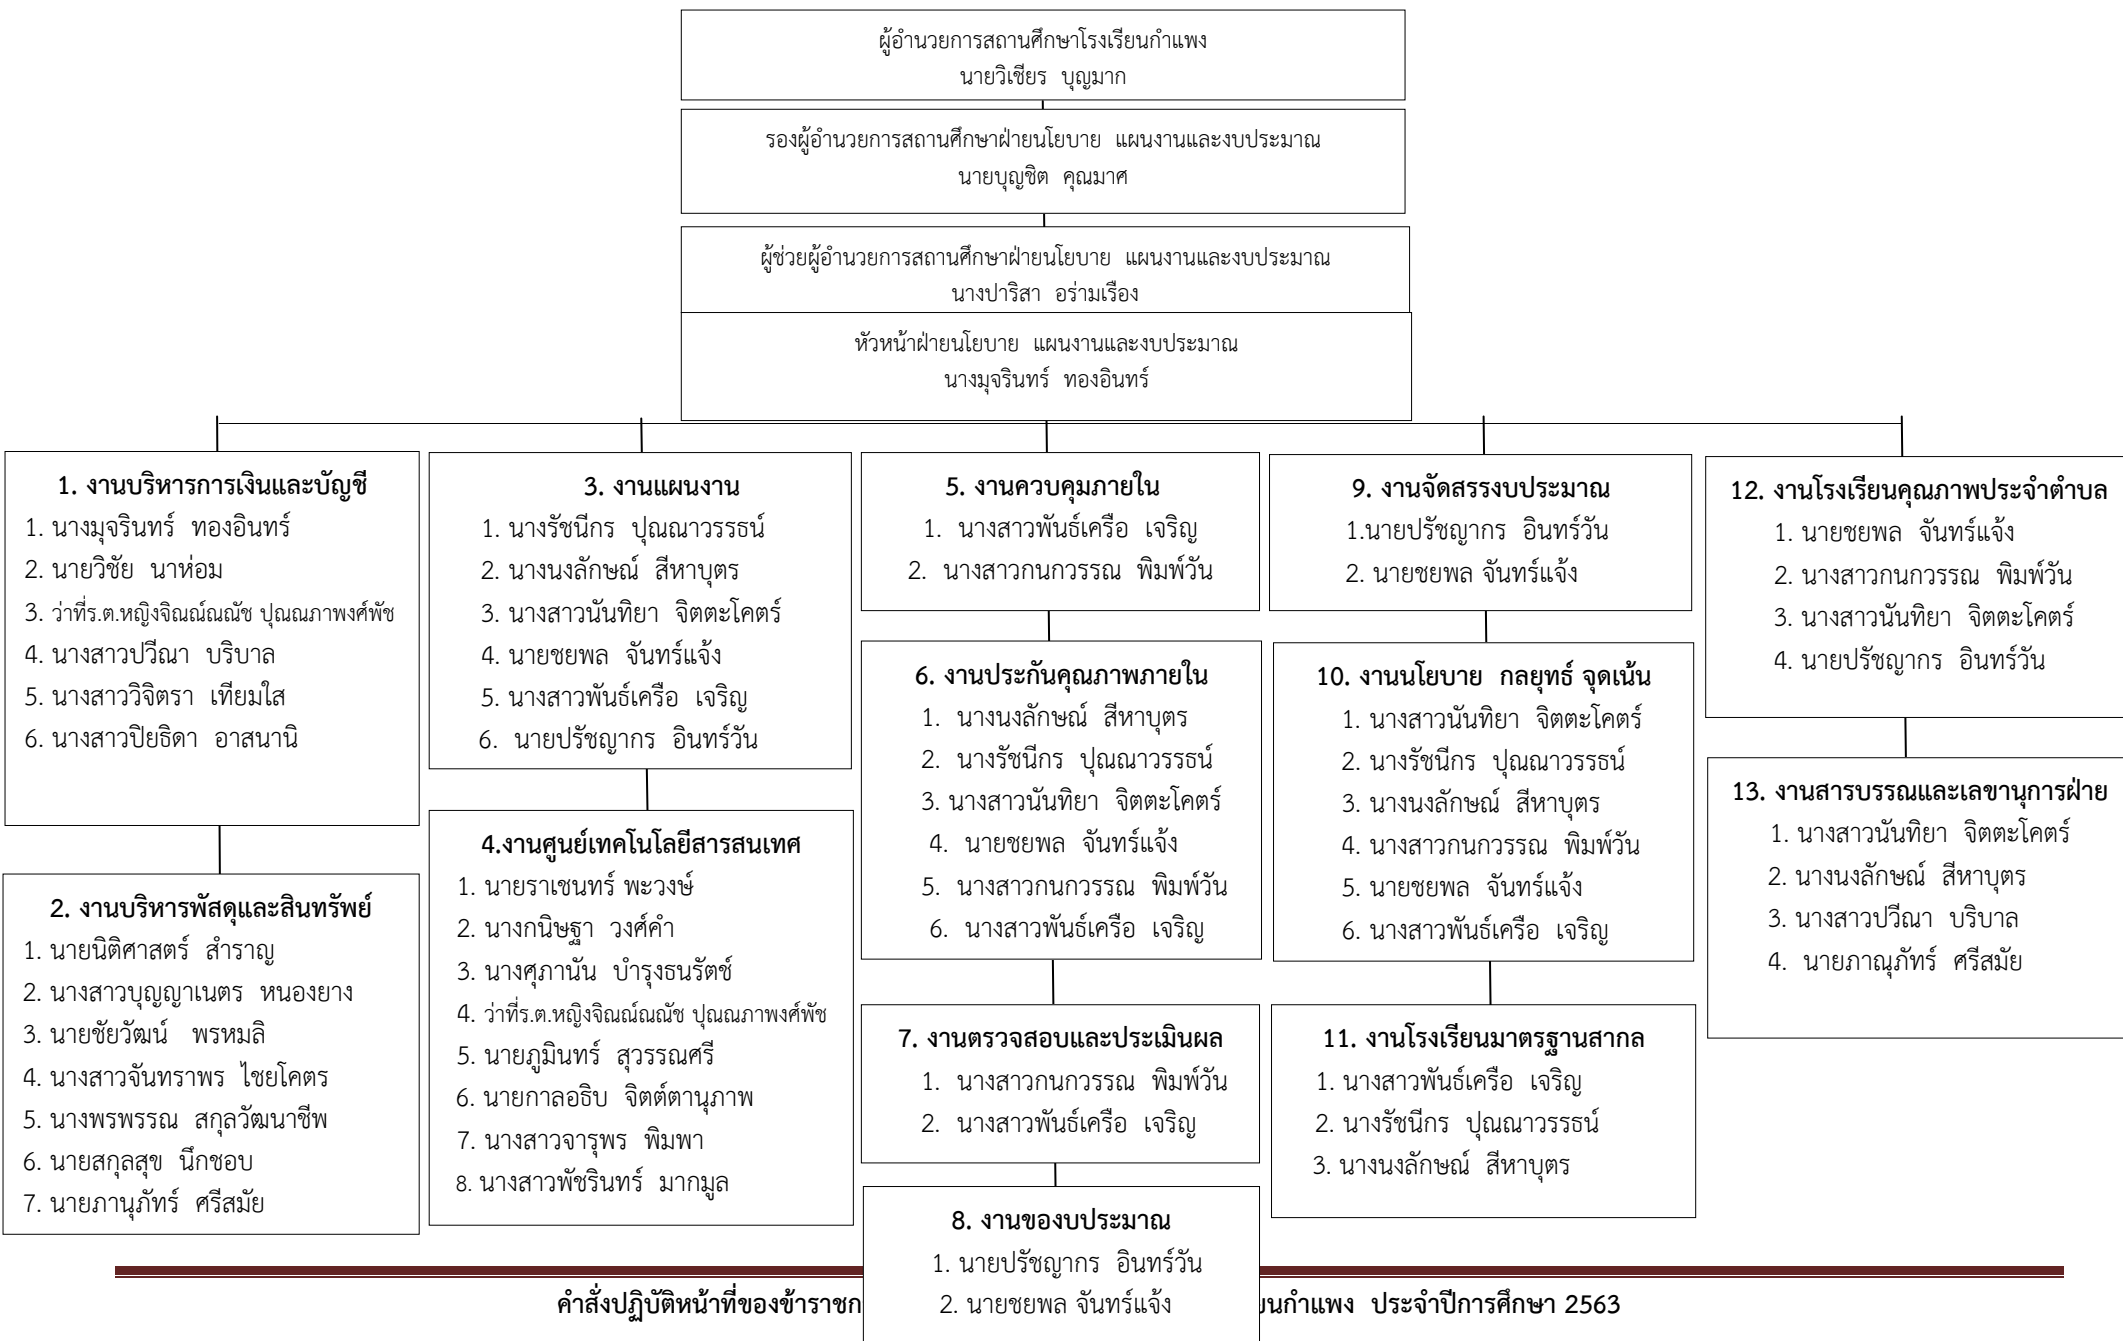 ผู้อำนวยการสถานศึกษาโรงเรียนกำแพง
นายวิเชียร บุญมาก
รองผู้อำนวยการสถานศึกษาฝ่ายนโยบาย แผนงานและงบประมาณ
นายบุญชิต คุณมาศ
ผู้ช่วยผู้อำนวยการสถานศึกษาฝ่ายนโยบาย แผนงานและงบประมาณ
นางปาริสา อร่ามเรือง
หัวหน้าฝ่ายนโยบาย แผนงานและงบประมาณ
นางมุจรินทร์ ทองอินทร์
1. งานบริหารการเงินและบัญชี
1. นางมุจรินทร์ ทองอินทร์
2. นายวิชัย นาห่อม
3. ว่าที่ร.ต.หญิงจิณณ์ณณัช ปุณณภาพงศ์พัช
4. นางสาวปวีณา บริบาล
5. นางสาววิจิตรา เทียมใส
6. นางสาวปิยธิดา อาสนานิ
2. งานบริหารพัสดุและสินทรัพย์
1. นายนิติศาสตร์ สำราญ
2. นางสาวบุญญาเนตร หนองยาง
3. นายชัยวัฒน์ พรหมลิ
4. นางสาวจันทราพร ไชยโคตร
5. นางพรพรรณ สกุลวัฒนาชีพ
6. นายสกุลสุข นึกชอบ
7. นายภานุภัทร์ ศรีสมัย
3. งานแผนงาน
1. นางรัชนีกร ปุณณาวรรธน์
2. นางนงลักษณ์ สีหาบุตร
3. นางสาวนันทิยา จิตตะโคตร์
4. นายชยพล จันทร์แจ้ง
5. นางสาวพันธ์เครือ เจริญ
6. นายปรัชญากร อินทร์วัน
4.งานศูนย์เทคโนโลยีสารสนเทศ
1. นายราเชนทร์ พะวงษ์
2. นางกนิษฐา วงศ์คำ
3. นางศุภานัน บำรุงธนรัตช์
4. ว่าที่ร.ต.หญิงจิณณ์ณณัช ปุณณภาพงศ์พัช
5. นายภูมินทร์ สุวรรณศรี
6. นายกาลอธิบ จิตต์ตานุภาพ
7. นางสาวจารุพร พิมพา
8. นางสาวพัชรินทร์ มากมูล
5. งานควบคุมภายใน
1. นางสาวพันธ์เครือ เจริญ
2. นางสาวกนกวรรณ พิมพ์วัน
6. งานประกันคุณภาพภายใน
1. นางนงลักษณ์ สีหาบุตร
2. นางรัชนีกร ปุณณาวรรธน์
3. นางสาวนันทิยา จิตตะโคตร์
4. นายชยพล จันทร์แจ้ง
5. นางสาวกนกวรรณ พิมพ์วัน
6. นางสาวพันธ์เครือ เจริญ
7. งานตรวจสอบและประเมินผล
1. นางสาวกนกวรรณ พิมพ์วัน
2. นางสาวพันธ์เครือ เจริญ
8. งานของบประมาณ
1. นายปรัชญากร อินทร์วัน
2. นายชยพล จันทร์แจ้ง
9. งานจัดสรรงบประมาณ
1.นายปรัชญากร อินทร์วัน
2. นายชยพล จันทร์แจ้ง
10. งานนโยบาย กลยุทธ์ จุดเน้น
1. นางสาวนันทิยา จิตตะโคตร์
2. นางรัชนีกร ปุณณาวรรธน์
3. นางนงลักษณ์ สีหาบุตร
4. นางสาวกนกวรรณ พิมพ์วัน
5. นายชยพล จันทร์แจ้ง
6. นางสาวพันธ์เครือ เจริญ
11. งานโรงเรียนมาตรฐานสากล
1. นางสาวพันธ์เครือ เจริญ
2. นางรัชนีกร ปุณณาวรรธน์
3. นางนงลักษณ์ สีหาบุตร
12. งานโรงเรียนคุณภาพประจำตำบล
1. นายชยพล จันทร์แจ้ง
2. นางสาวกนกวรรณ พิมพ์วัน
3. นางสาวนันทิยา จิตตะโคตร์
4. นายปรัชญากร อินทร์วัน
13. งานสารบรรณและเลขานุการฝ่าย
1. นางสาวนันทิยา จิตตะโคตร์
2. นางนงลักษณ์ สีหาบุตร
3. นางสาวปวีณา บริบาล
4. นายภาณุภัทร์ ศรีสมัย
คำสั่งปฏิบัติหน้าที่ของข้าราชก ยนกำแพง ประจำปีการศึกษา 2563